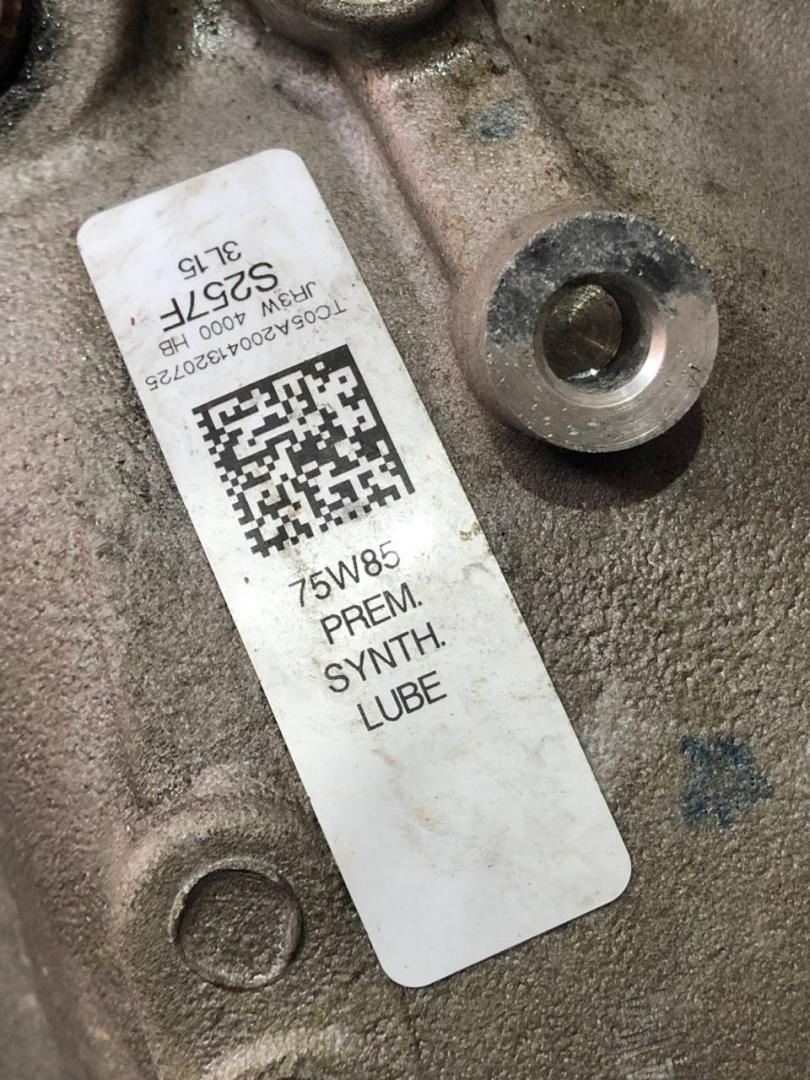 3L15
S257F
JR3W 4000 HB
TC05A20041320725
75W85
PREM.
SYNTH.
LUBE